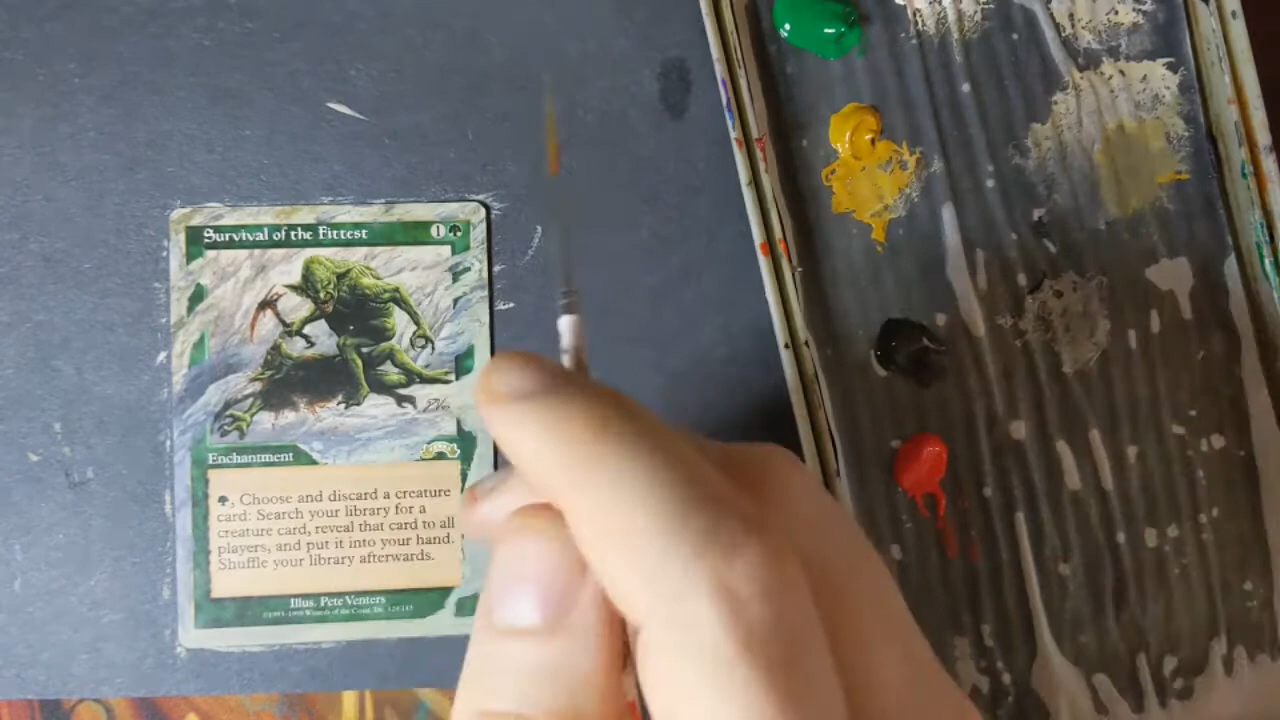 Survival of the Fittest 1
Enchantment
, Choose and discard a creature
card: Search your library for a
creature card, reveal that card to all
players, and put it into your hand.
Shuffle your library afterwards.
Illus. Pete Venters